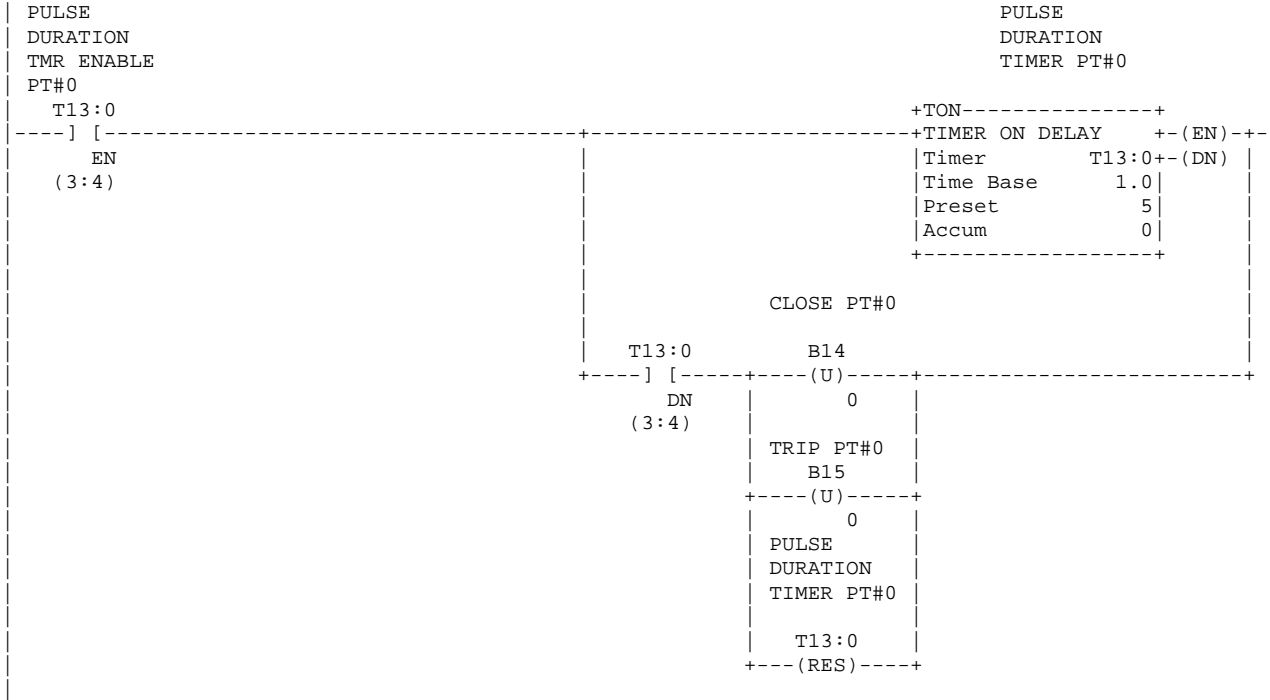 PULSE PULSE
DURATION DURATION
TMR ENABLE TIMER PT#0
PT#0
T13:0 +TON---------------+
----] [-------------------------------------+-------------------------+TIMER ON DELAY +-(EN)-+-
EN |Timer T13:0+-(DN) |
(3:4) |Time Base 1.0|
|Preset 5|
|Accum 0|
+------------------+
CLOSE PT#0
T13:0 B14
+----] [-----+----(U)-----+-------------------------+
DN 0
(3:4)
TRIP PT#0
B15
+----(U)-----+
0
PULSE
DURATION
TIMER PT#0
T13:0
+---(RES)----+